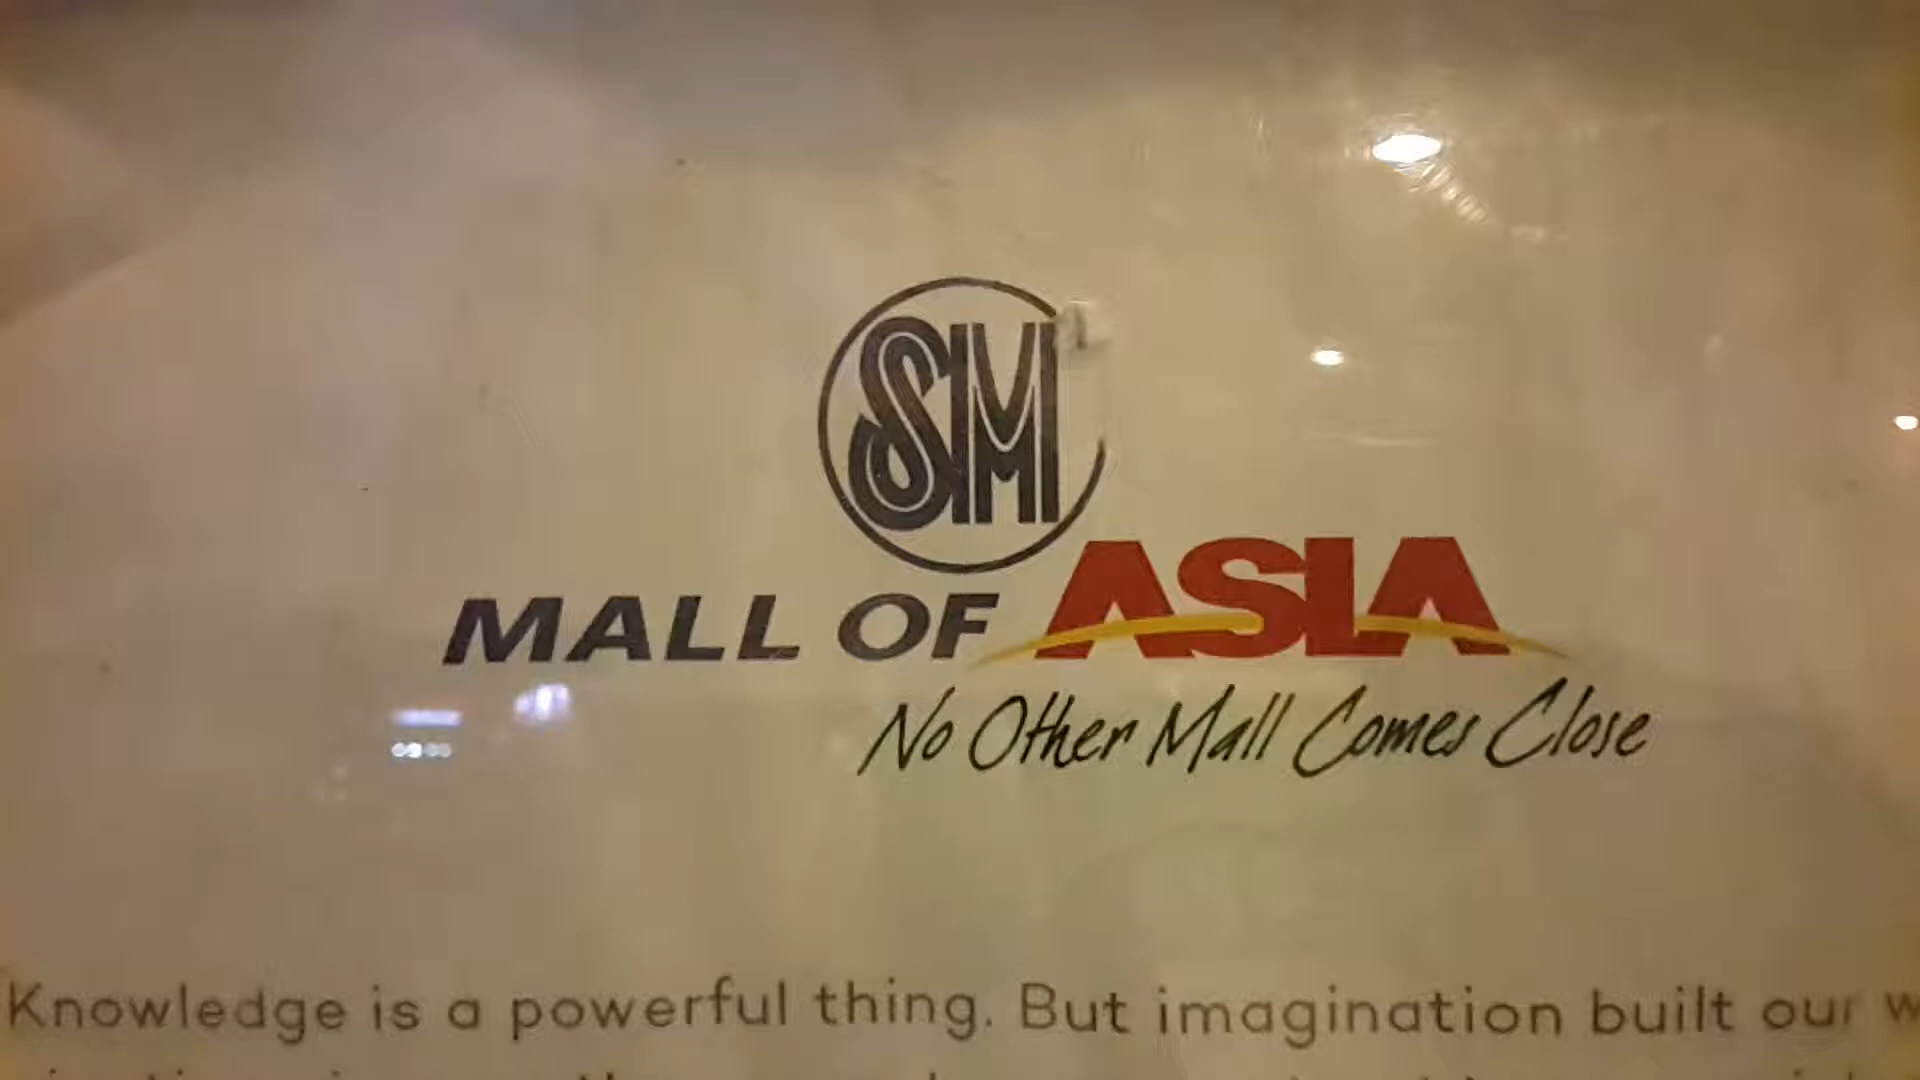 SM
MALL OF ASIA
No Other Mall Comes Close
Knowledge is a powerful thing. But imagination built our